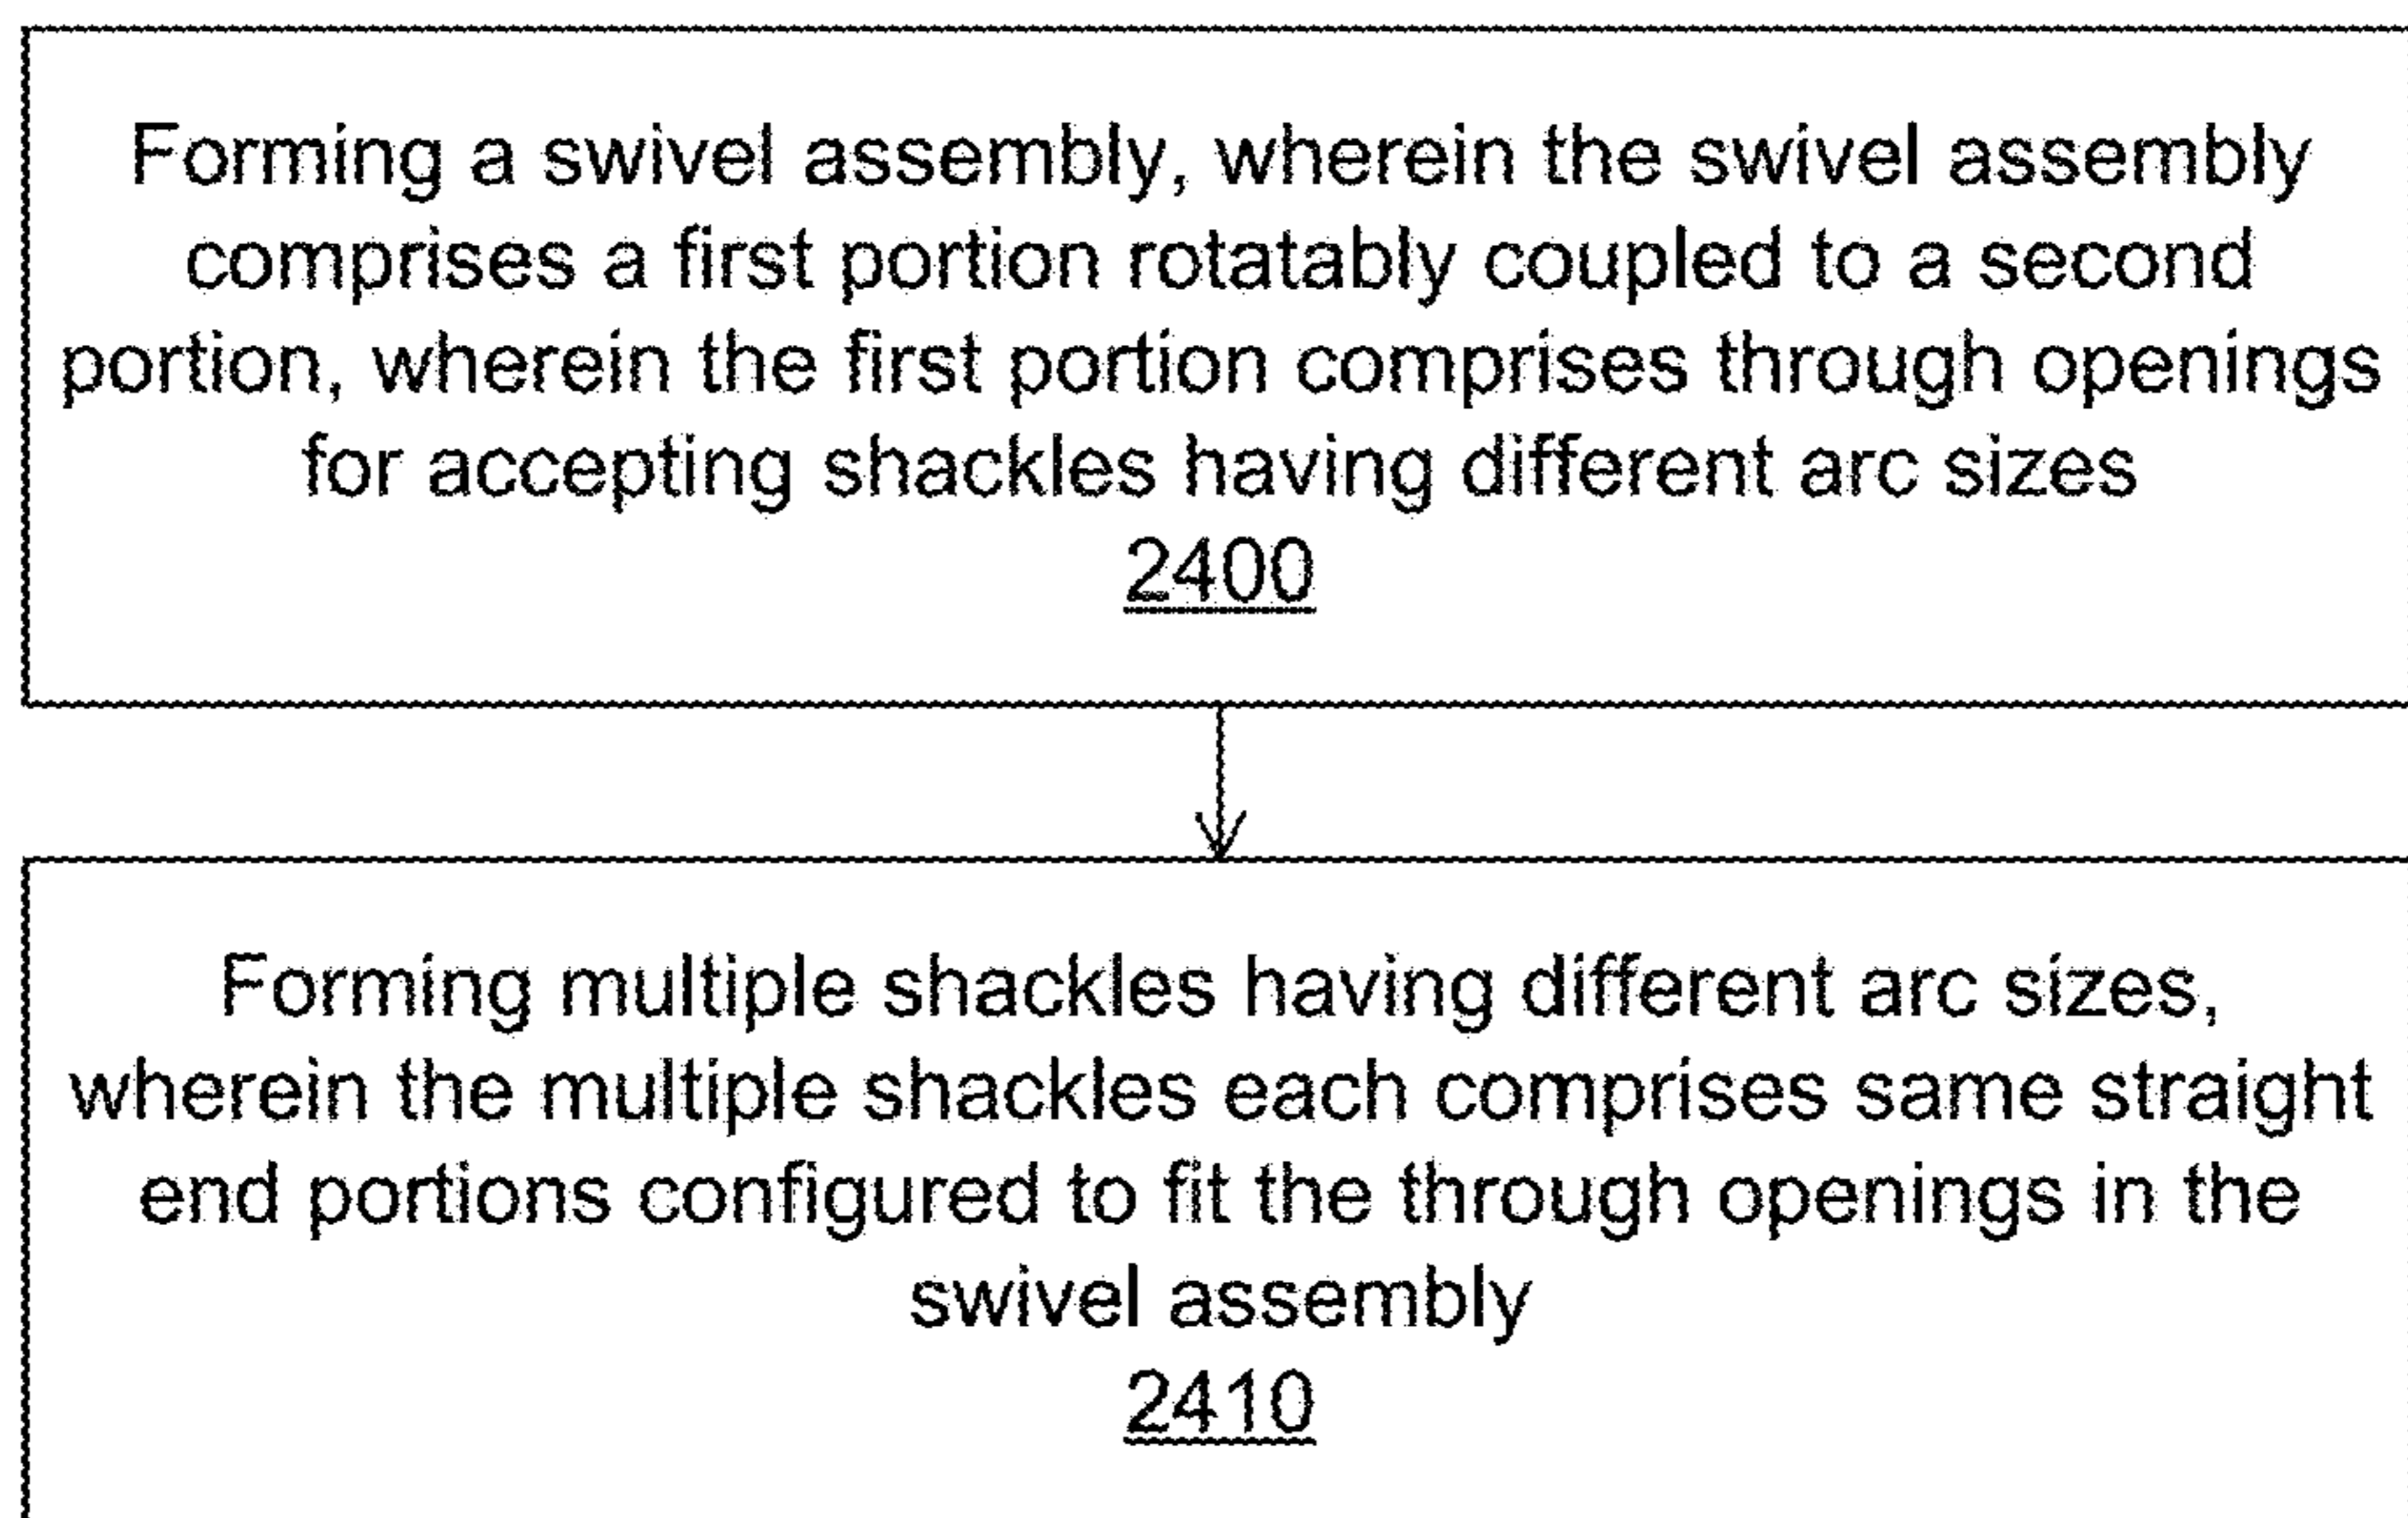 Forming a swivel assembly, wherein the swivel assembly
comprises a first portion rotatably coupled to a second
portion, wherein the first portion comprises through openings
for accepting shackles having different arc sizes
2400
Forming multiple shackles having different arc sizes,
wherein the multiple shackles each comprises same straight
end portions configured to fit the through openings in the
swivel assembly
2410